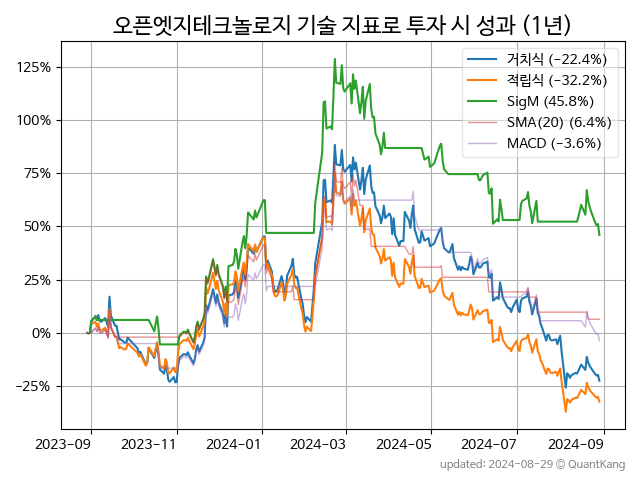 오픈엣지테크놀로지 기술 지표로 투자 시 성과 (1년)
거치식 (-22.4%)
적립식 (-32.2%)
SigM (45.8%)
SMA(20) (6.4%)
MACD (-3.6%)
125%
100%
75%
50%
25%
0%
-25%
2023-09 2023-11 2024-01 2024-03 2024-05 2024-07 2024-09
updated: 2024-08-29 © QuantKang